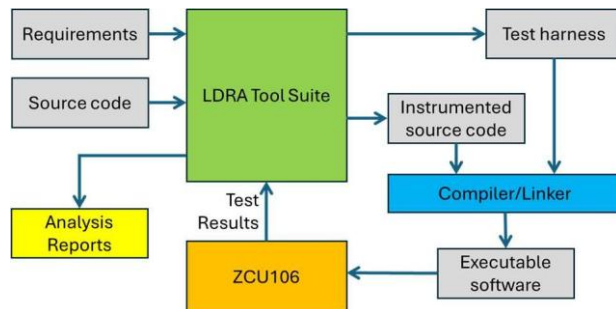 Requirements
LDRA Tool Suite
Test harness
Source code
Instrumented
source code
Compiler/Linker
Test
Results
Analysis
Reports
ZCU106
Executable
software